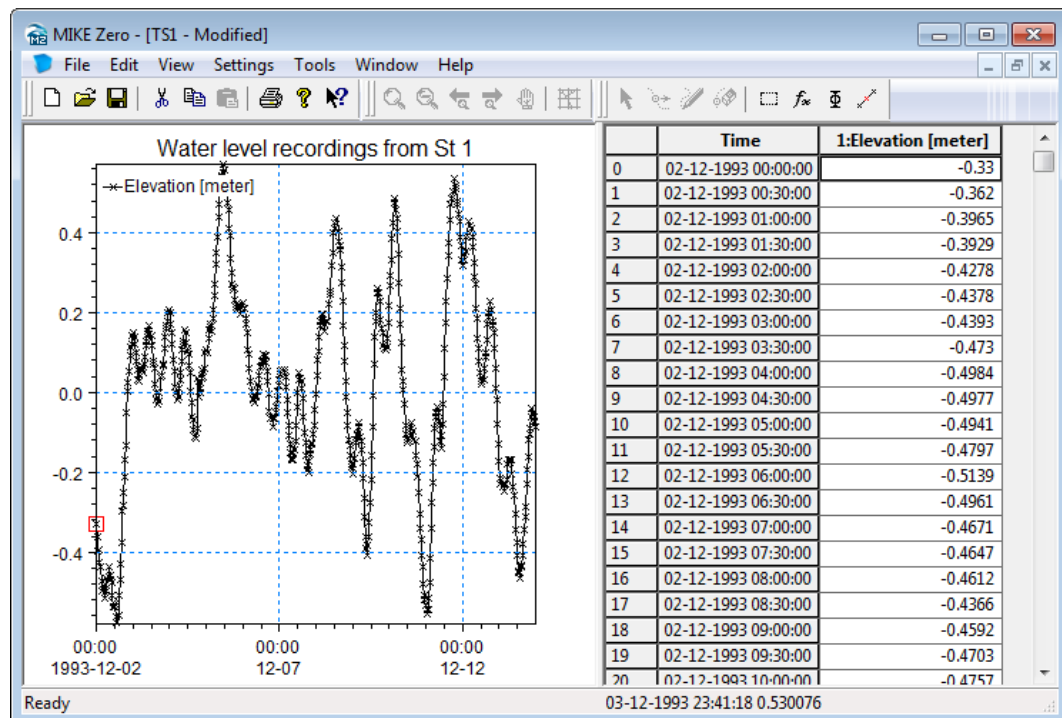 MIKE Zero - [TS1 - Modified]
File Edit View Settings Tools Window Help
Water level recordings from St 1
Elevation [meter]
0.4
0.2
0.0
-0.2
-0.4
00:00 00:00 00:00
1993-12-02 12-07 12-12
Time 1:Elevation [meter]
0 02-12-1993 00:00:00 -0.33
1 02-12-1993 00:30:00 -0.362
2 02-12-1993 01:00:00 -0.3965
3 02-12-1993 01:30:00 -0.3929
4 02-12-1993 02:00:00 -0.4278
5 02-12-1993 02:30:00 -0.4378
6 02-12-1993 03:00:00 -0.4393
7 02-12-1993 03:30:00 -0.473
8 02-12-1993 04:00:00 -0.4984
9 02-12-1993 04:30:00 -0.4977
10 02-12-1993 05:00:00 -0.4941
11 02-12-1993 05:30:00 -0.4797
12 02-12-1993 06:00:00 -0.5139
13 02-12-1993 06:30:00 -0.4961
14 02-12-1993 07:00:00 -0.4671
15 02-12-1993 07:30:00 -0.4647
16 02-12-1993 08:00:00 -0.4612
17 02-12-1993 08:30:00 -0.4366
18 02-12-1993 09:00:00 -0.4592
19 02-12-1993 09:30:00 -0.4703
20 02-12-1993 10:00:00 -0.4757
Ready 03-12-1993 23:41:18 0.530076